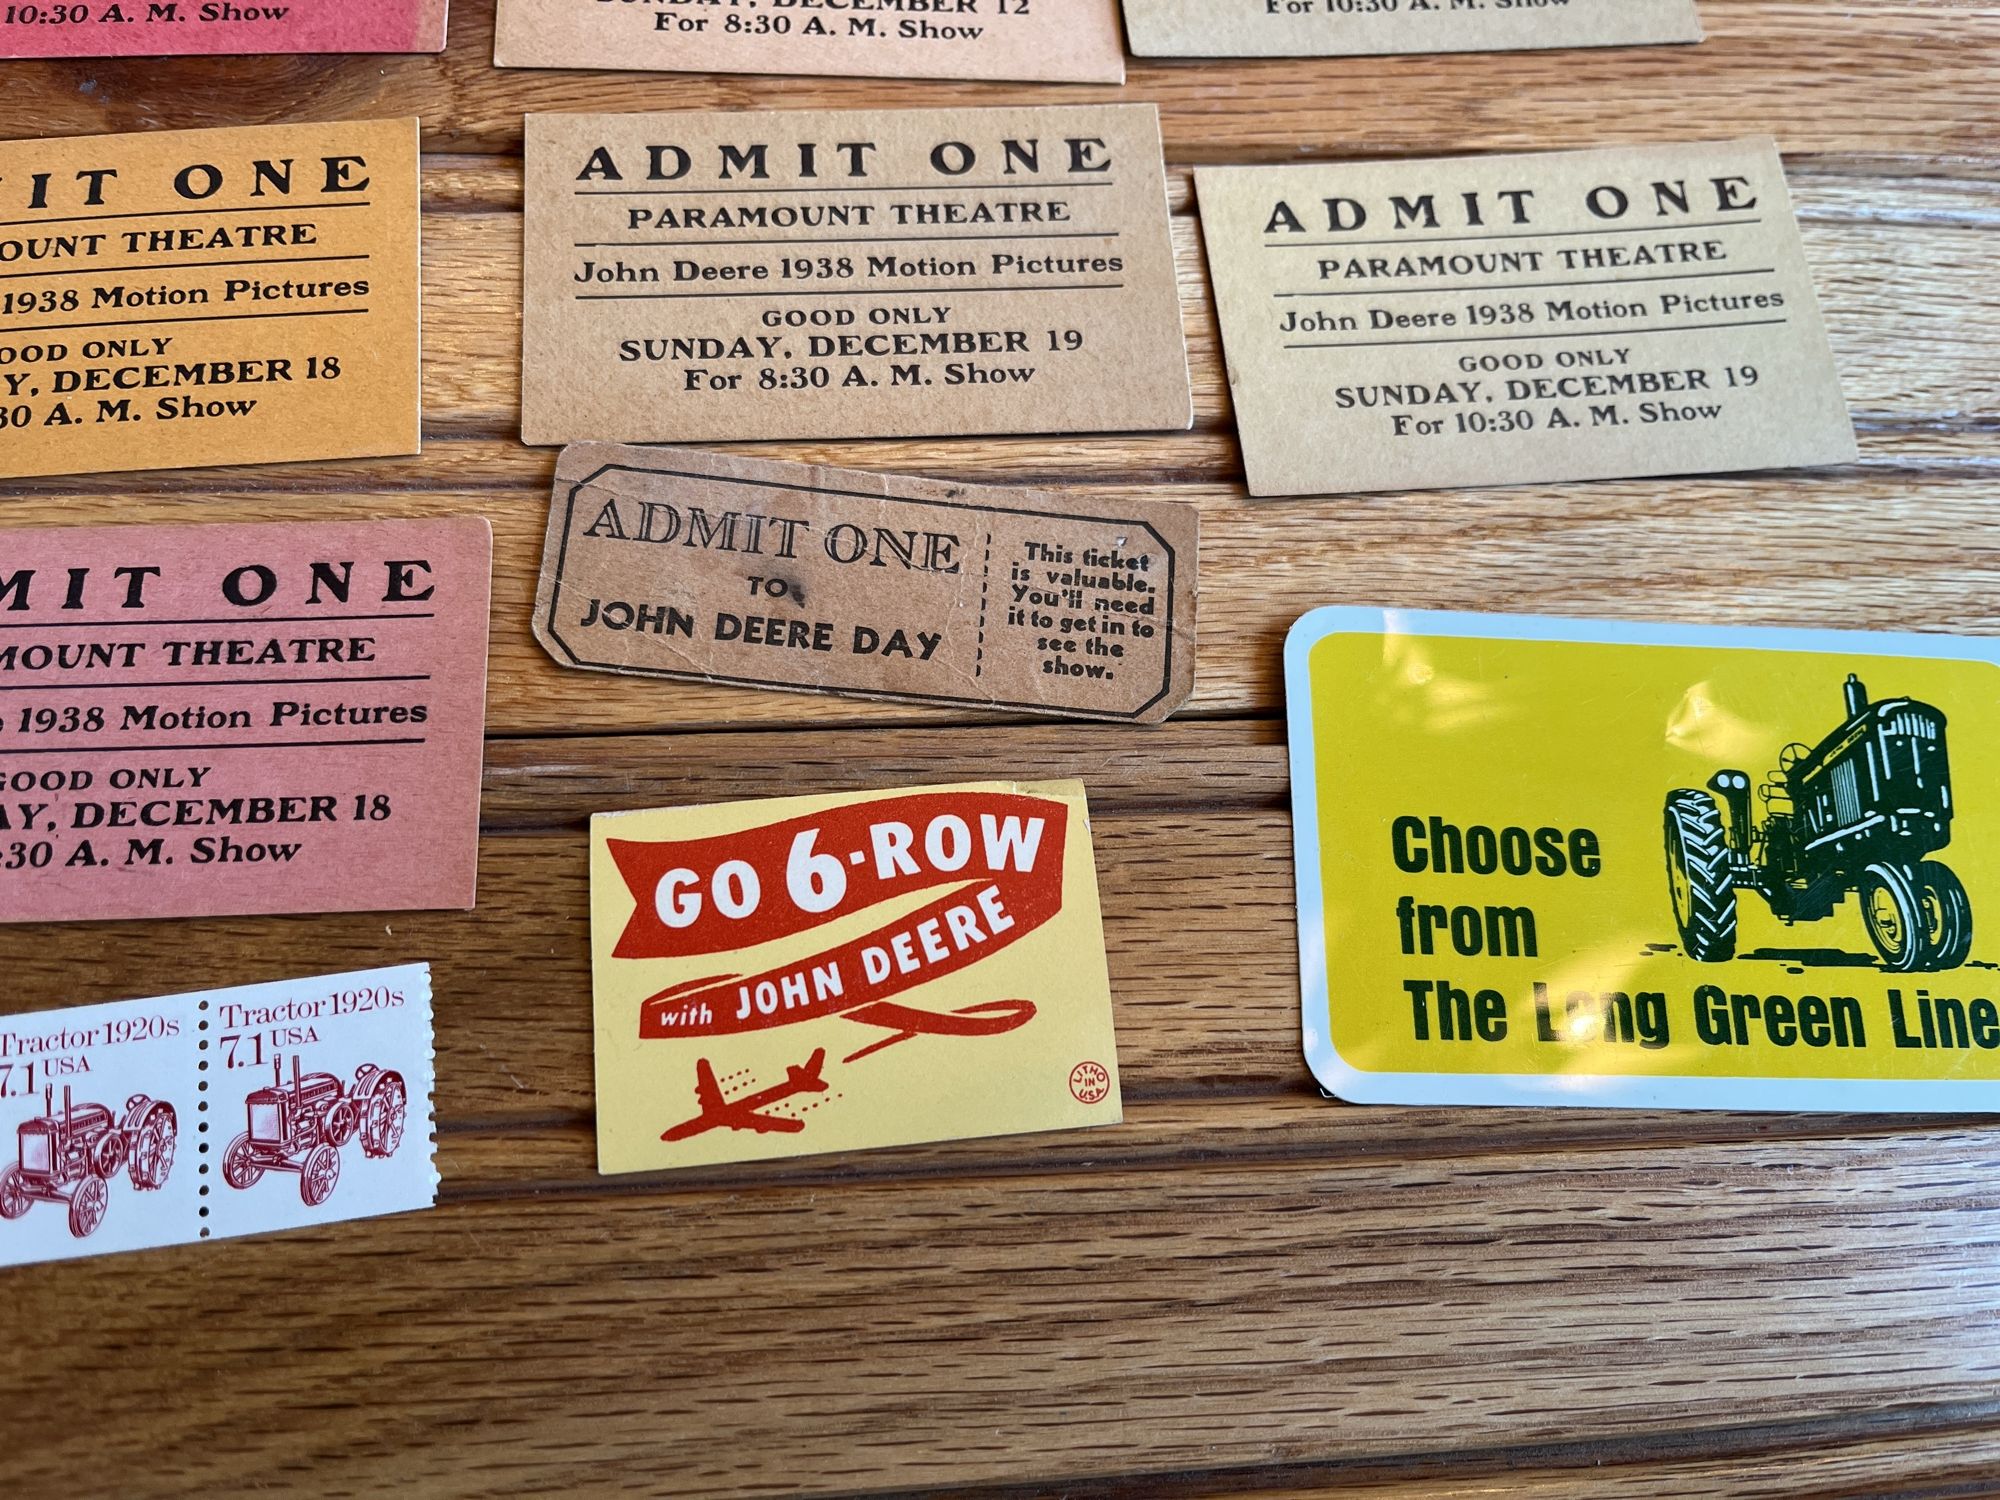 10:30 A. M. Show
SUNDAY, DECEMBER 12
For 8:30 A. M. Show
For 10:30 A. M. Show
IT ONE
OUNT THEATRE
1938 Motion Pictures
OOD ONLY
Y, DECEMBER 18
30 A. M. Show
ADMIT ONE
PARAMOUNT THEATRE
John Deere 1938 Motion Pictures
GOOD ONLY
SUNDAY, DECEMBER 19
For 8:30 A. M. Show
ADMIT ONE
PARAMOUNT THEATRE
John Deere 1938 Motion Pictures
GOOD ONLY
SUNDAY, DECEMBER 19
For 10:30 A. M. Show
MIT ONE
MOUNT THEATRE
e 1938 Motion Pictures
GOOD ONLY
AY, DECEMBER 18
:30 A. M. Show
ADMIT ONE
TO
JOHN DEERE DAY
This ticket
is valuable.
You'll need
it to get in to
see the
show.
GO 6-ROW
with JOHN DEERE
LITHO
IN
U.S.A.
Choose
from
The Long Green Line
Tractor 1920s
7.1 USA
Tractor 1920s
7.1 USA